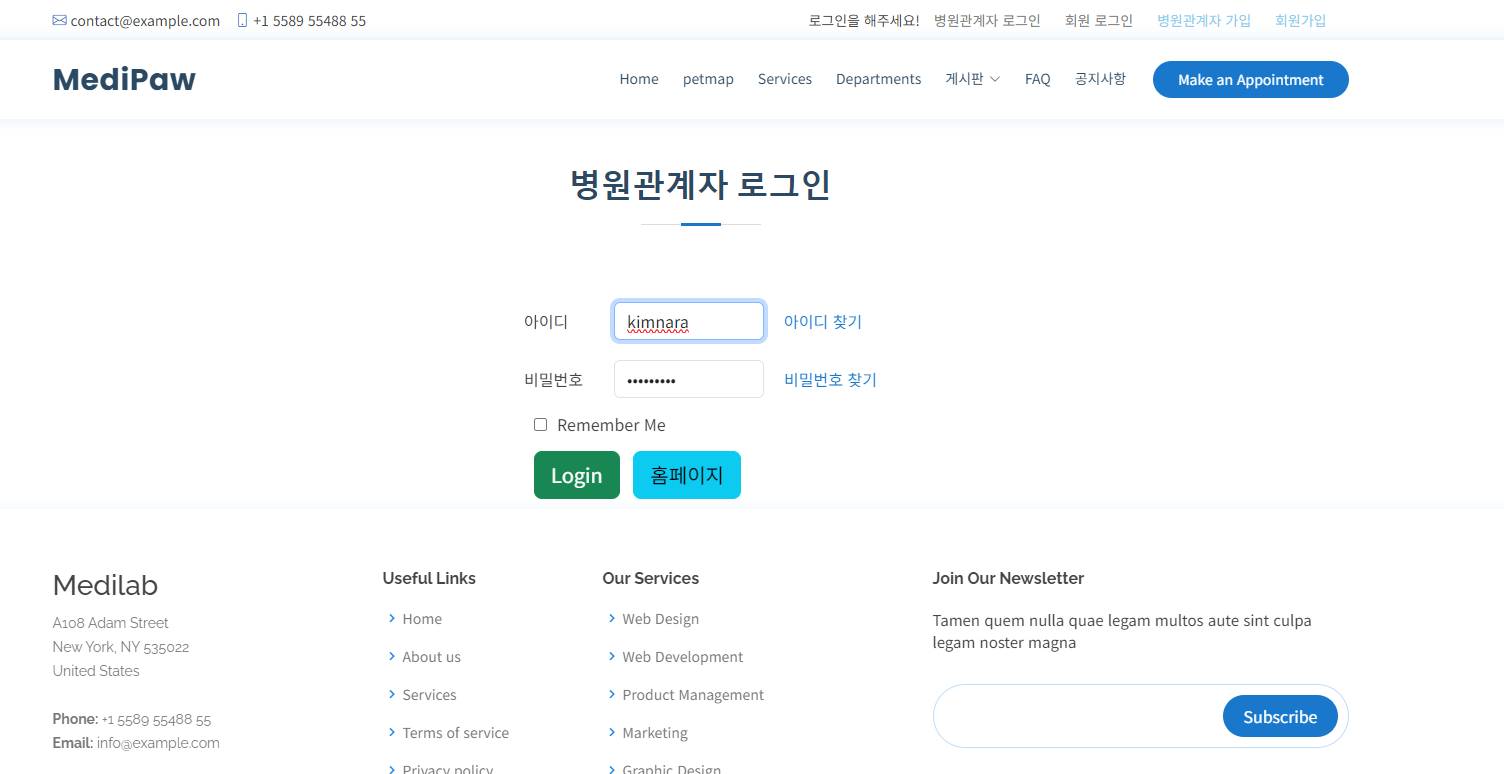 contact@example.com +1 5589 55488 55 로그인을 해주세요! 병원관계자 로그인 회원 로그인 병원관계자 가입 회원가입
MediPaw Home petmap Services Departments 게시판 FAQ 공지사항 Make an Appointment
병원관계자 로그인
아이디 kimnara 아이디 찾기
비밀번호 ••••••••• 비밀번호 찾기
Remember Me
Login 홈페이지
Medilab
A108 Adam Street
New York, NY 535022
United States
Phone: +1 5589 55488 55
Email: info@example.com
Useful Links
Home
About us
Services
Terms of service
Privacy policy
Our Services
Web Design
Web Development
Product Management
Marketing
Graphic Design
Join Our Newsletter
Tamen quem nulla quae legam multos aute sint culpa
legam noster magna
Subscribe